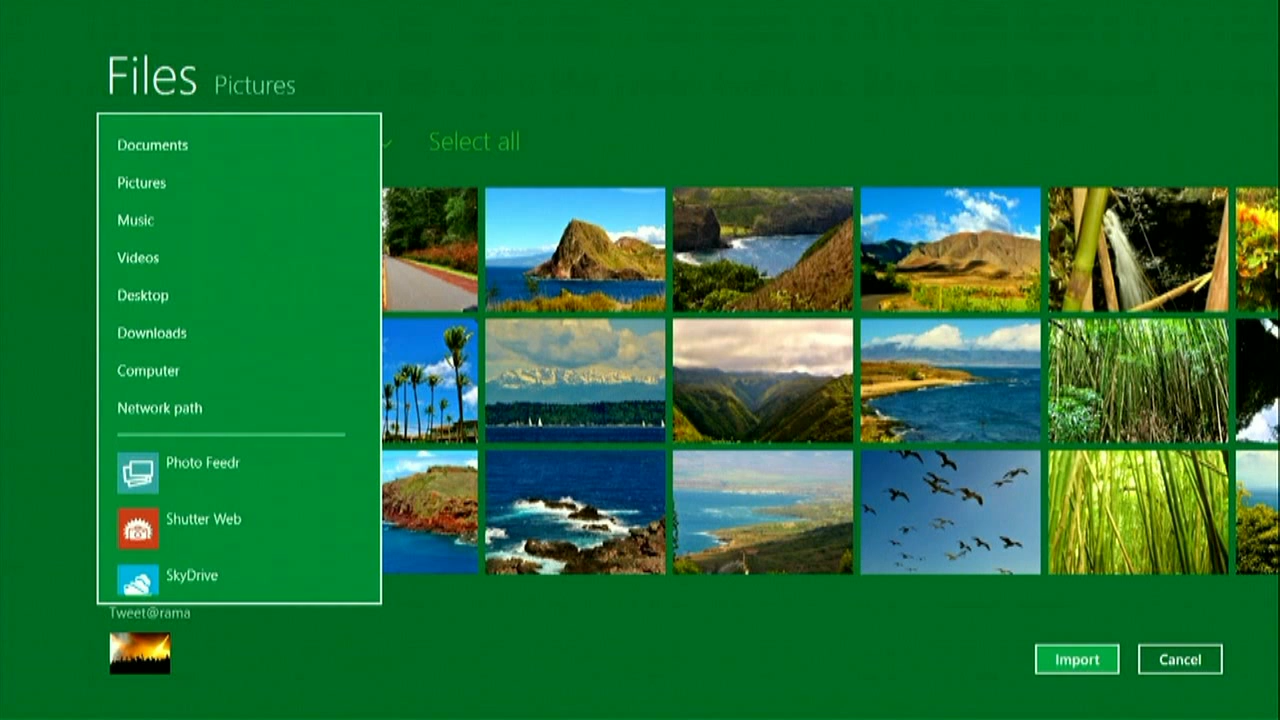 Files Pictures
Select all
Documents
Pictures
Music
Videos
Desktop
Downloads
Computer
Network path
Photo Feedr
Shutter Web
SkyDrive
Tweet@rama
Import
Cancel